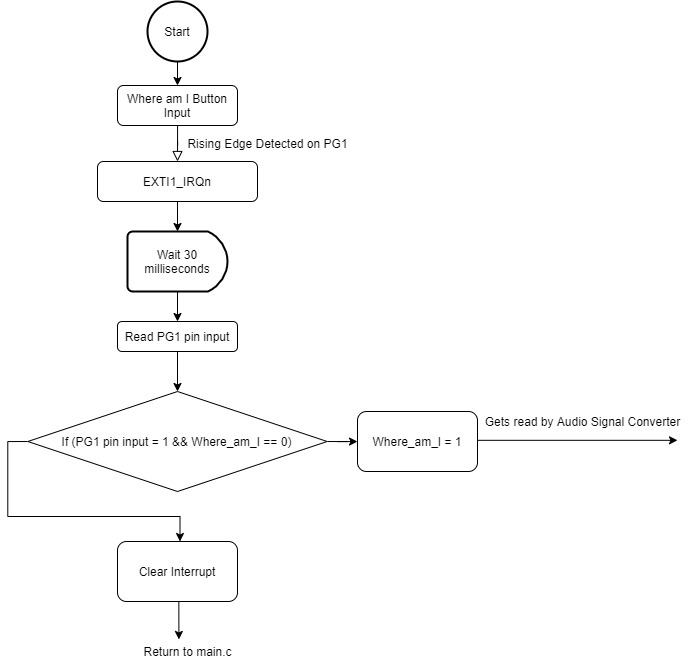 Start
Where am I Button
Input
Rising Edge Detected on PG1
EXTI1_IRQn
Wait 30
milliseconds
Read PG1 pin input
If (PG1 pin input = 1 && Where_am_I == 0)
Where_am_I = 1
Gets read by Audio Signal Converter
Clear Interrupt
Return to main.c